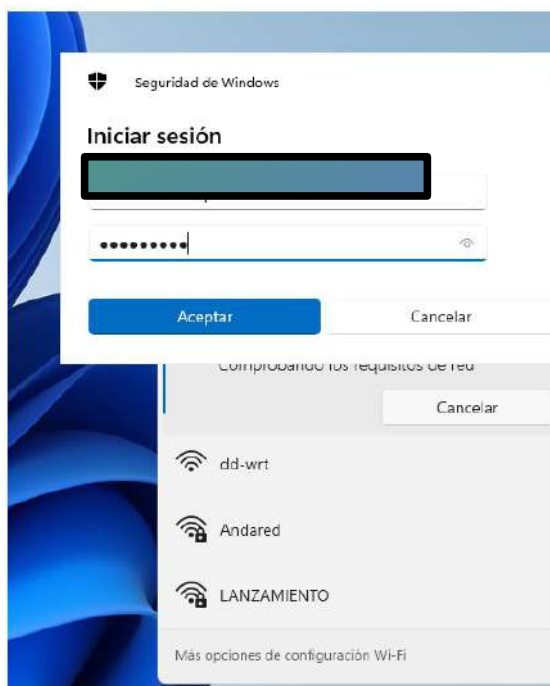 Seguridad de Windows
Iniciar sesión
Aceptar
Cancelar
Comprobando los requisitos de red
Cancelar
dd-wrt
Andared
LANZAMIENTO
Más opciones de configuración Wi-Fi